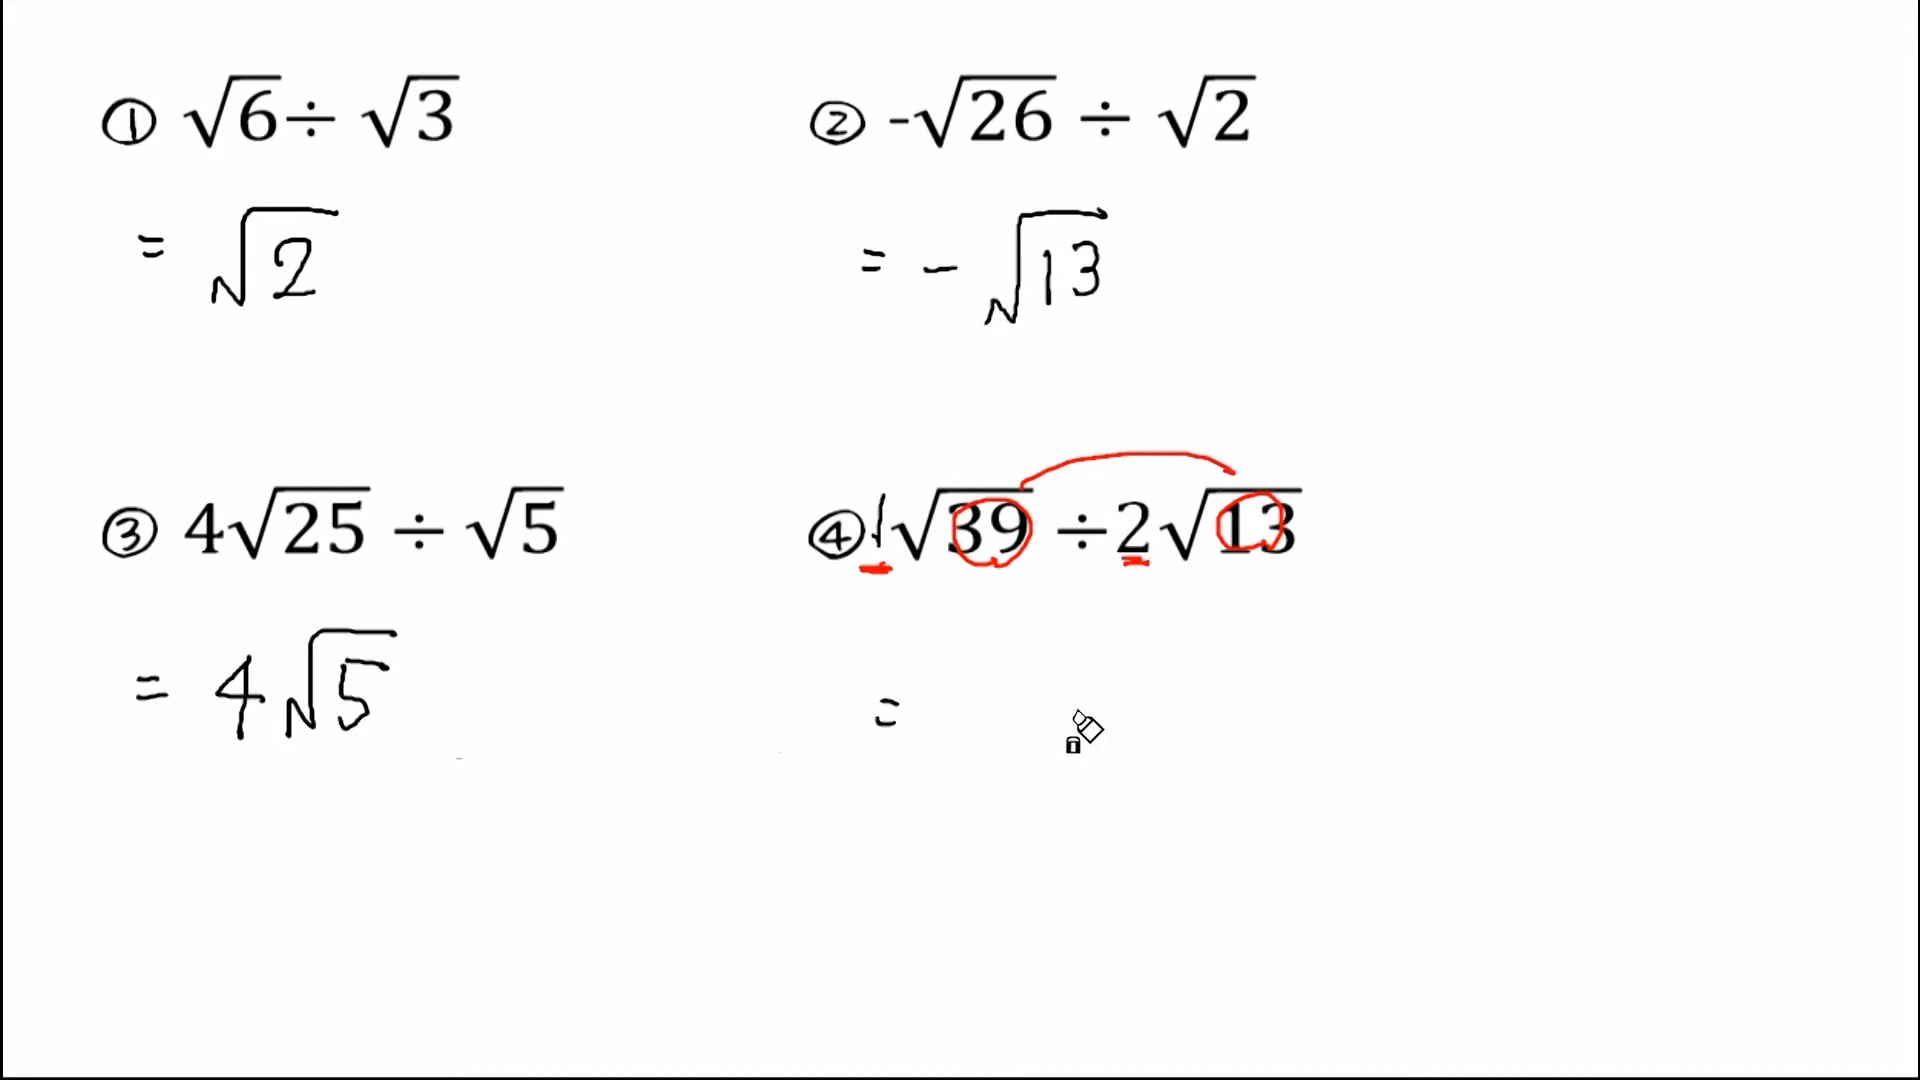 ① √6 ÷ √3
= √2
② -√26 ÷ √2
= - √13
③ 4√25 ÷ √5
= 4√5
④ 1√39 ÷ 2√13
=